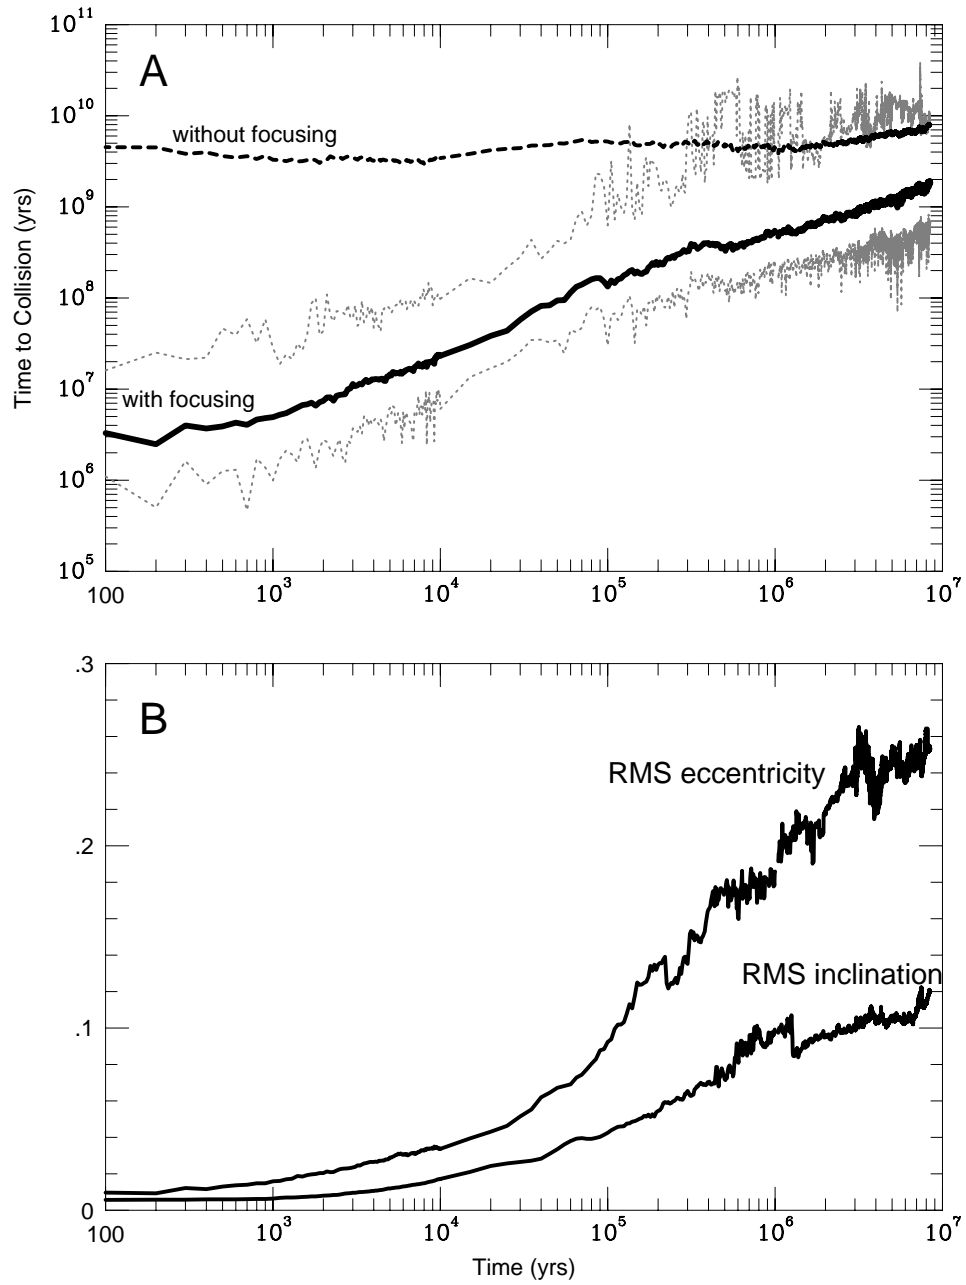 10¹¹
A
10¹⁰
without focusing
10⁹
Time to Collision (yrs)
10⁸
10⁷
with focusing
10⁶
10⁵
100 10³ 10⁴ 10⁵ 10⁶ 10⁷
.3
B
RMS eccentricity
.2
RMS inclination
.1
0
100 10³ 10⁴ 10⁵ 10⁶ 10⁷
Time (yrs)